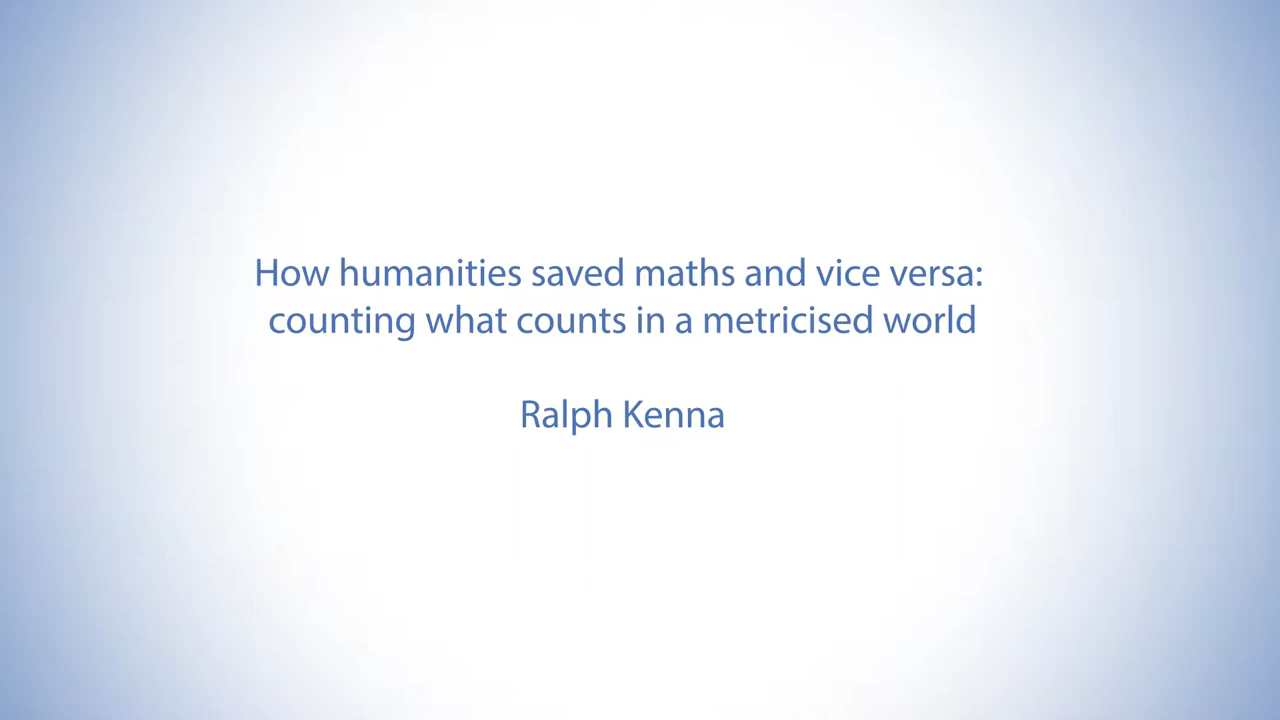 How humanities saved maths and vice versa:
counting what counts in a metricised world
Ralph Kenna